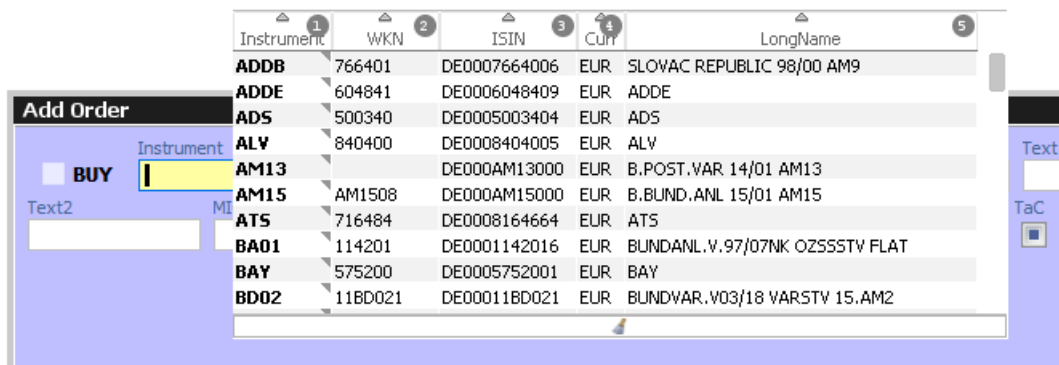 1 2 3 4 5
Instrument WKN ISIN Curr LongName
ADDB 766401 DE0007664006 EUR SLOVAC REPUBLIC 98/00 AM9
ADDE 604841 DE0006048409 EUR ADDE
ADS 500340 DE0005003404 EUR ADS
ALV 840400 DE0008404005 EUR ALV
AM13 DE000AM13000 EUR B.POST.VAR 14/01 AM13
AM15 AM1508 DE000AM15000 EUR B.BUND.ANL 15/01 AM15
ATS 716484 DE0008164664 EUR ATS
BA01 114201 DE0001142016 EUR BUNDANL.V.97/07NK OZSSSTV FLAT
BAY 575200 DE0005752001 EUR BAY
BD02 11BD021 DE00011BD021 EUR BUNDVAR.V03/18 VARSTV 15.AM2
Add Order
Instrument Text
BUY
Text2 TaC